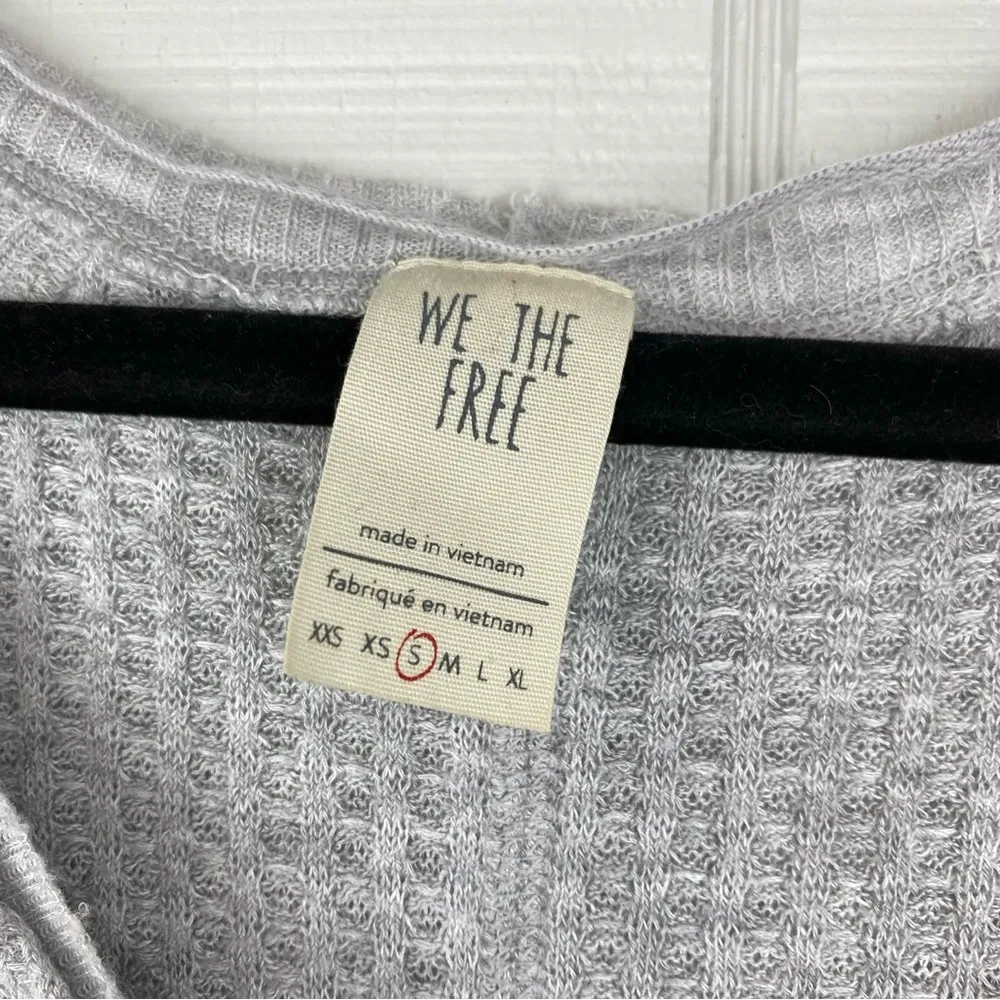 WE THE
FREE
made in vietnam
fabriqué en vietnam
XXS XS S M L XL